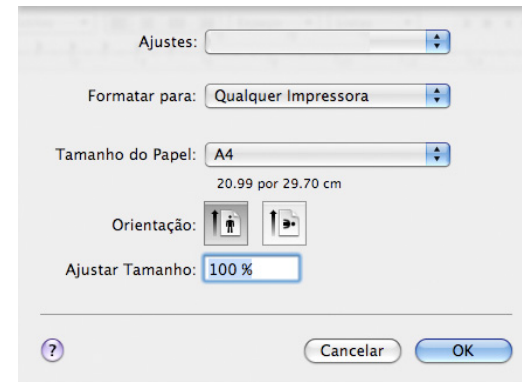 Ajustes:
Formatar para: Qualquer Impressora
Tamanho do Papel: A4
20.99 por 29.70 cm
Orientação:
Ajustar Tamanho: 100 %
? Cancelar OK